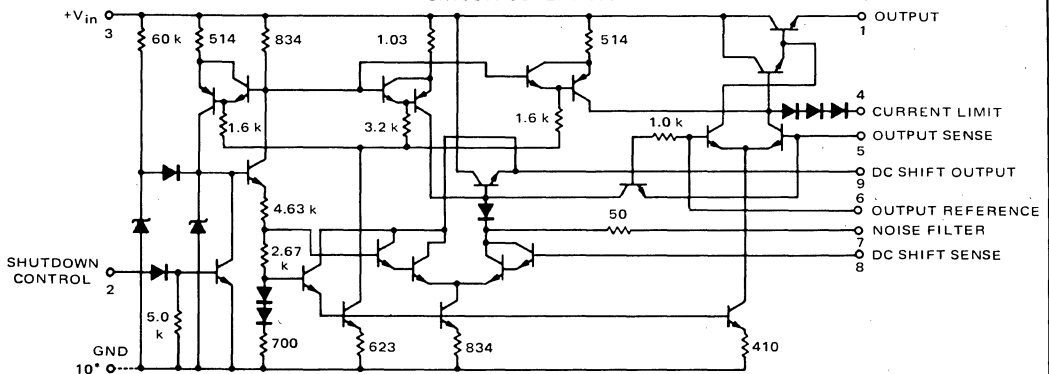 +Vin
3
60 k
514
834
1.03
514
OUTPUT
1
4
CURRENT LIMIT
1.6 k
3.2 k
1.6 k
1.0 k
OUTPUT SENSE
5
DC SHIFT OUTPUT
9
6
OUTPUT REFERENCE
4.63 k
50
NOISE FILTER
7
2.67
k
DC SHIFT SENSE
8
SHUTDOWN
CONTROL
2
5.0
k
700
623
834
410
GND
10*